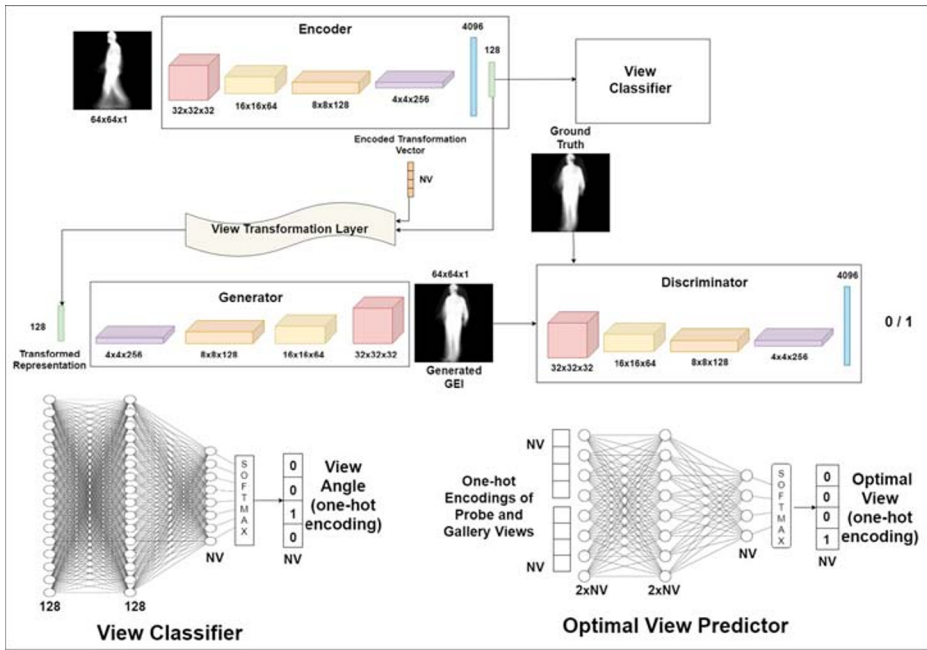 Encoder
4096
128
64x64x1
32x32x32
16x16x64
8x8x128
4x4x256
View
Classifier
Encoded Transformation
Vector
NV
Ground
Truth
View Transformation Layer
64x64x1
Generator
128
Transformed
Representation
4x4x256
8x8x128
16x16x64
32x32x32
Generated
GEI
Discriminator
4096
32x32x32
16x16x64
8x8x128
4x4x256
0 / 1
128
128
NV
SOFTMAX
0
0
1
0
NV
View
Angle
(one-hot
encoding)
View Classifier
NV
One-hot
Encodings of
Probe and
Gallery Views
NV
2xNV
2xNV
NV
SOFTMAX
0
0
0
1
NV
Optimal
View
(one-hot
encoding)
Optimal View Predictor